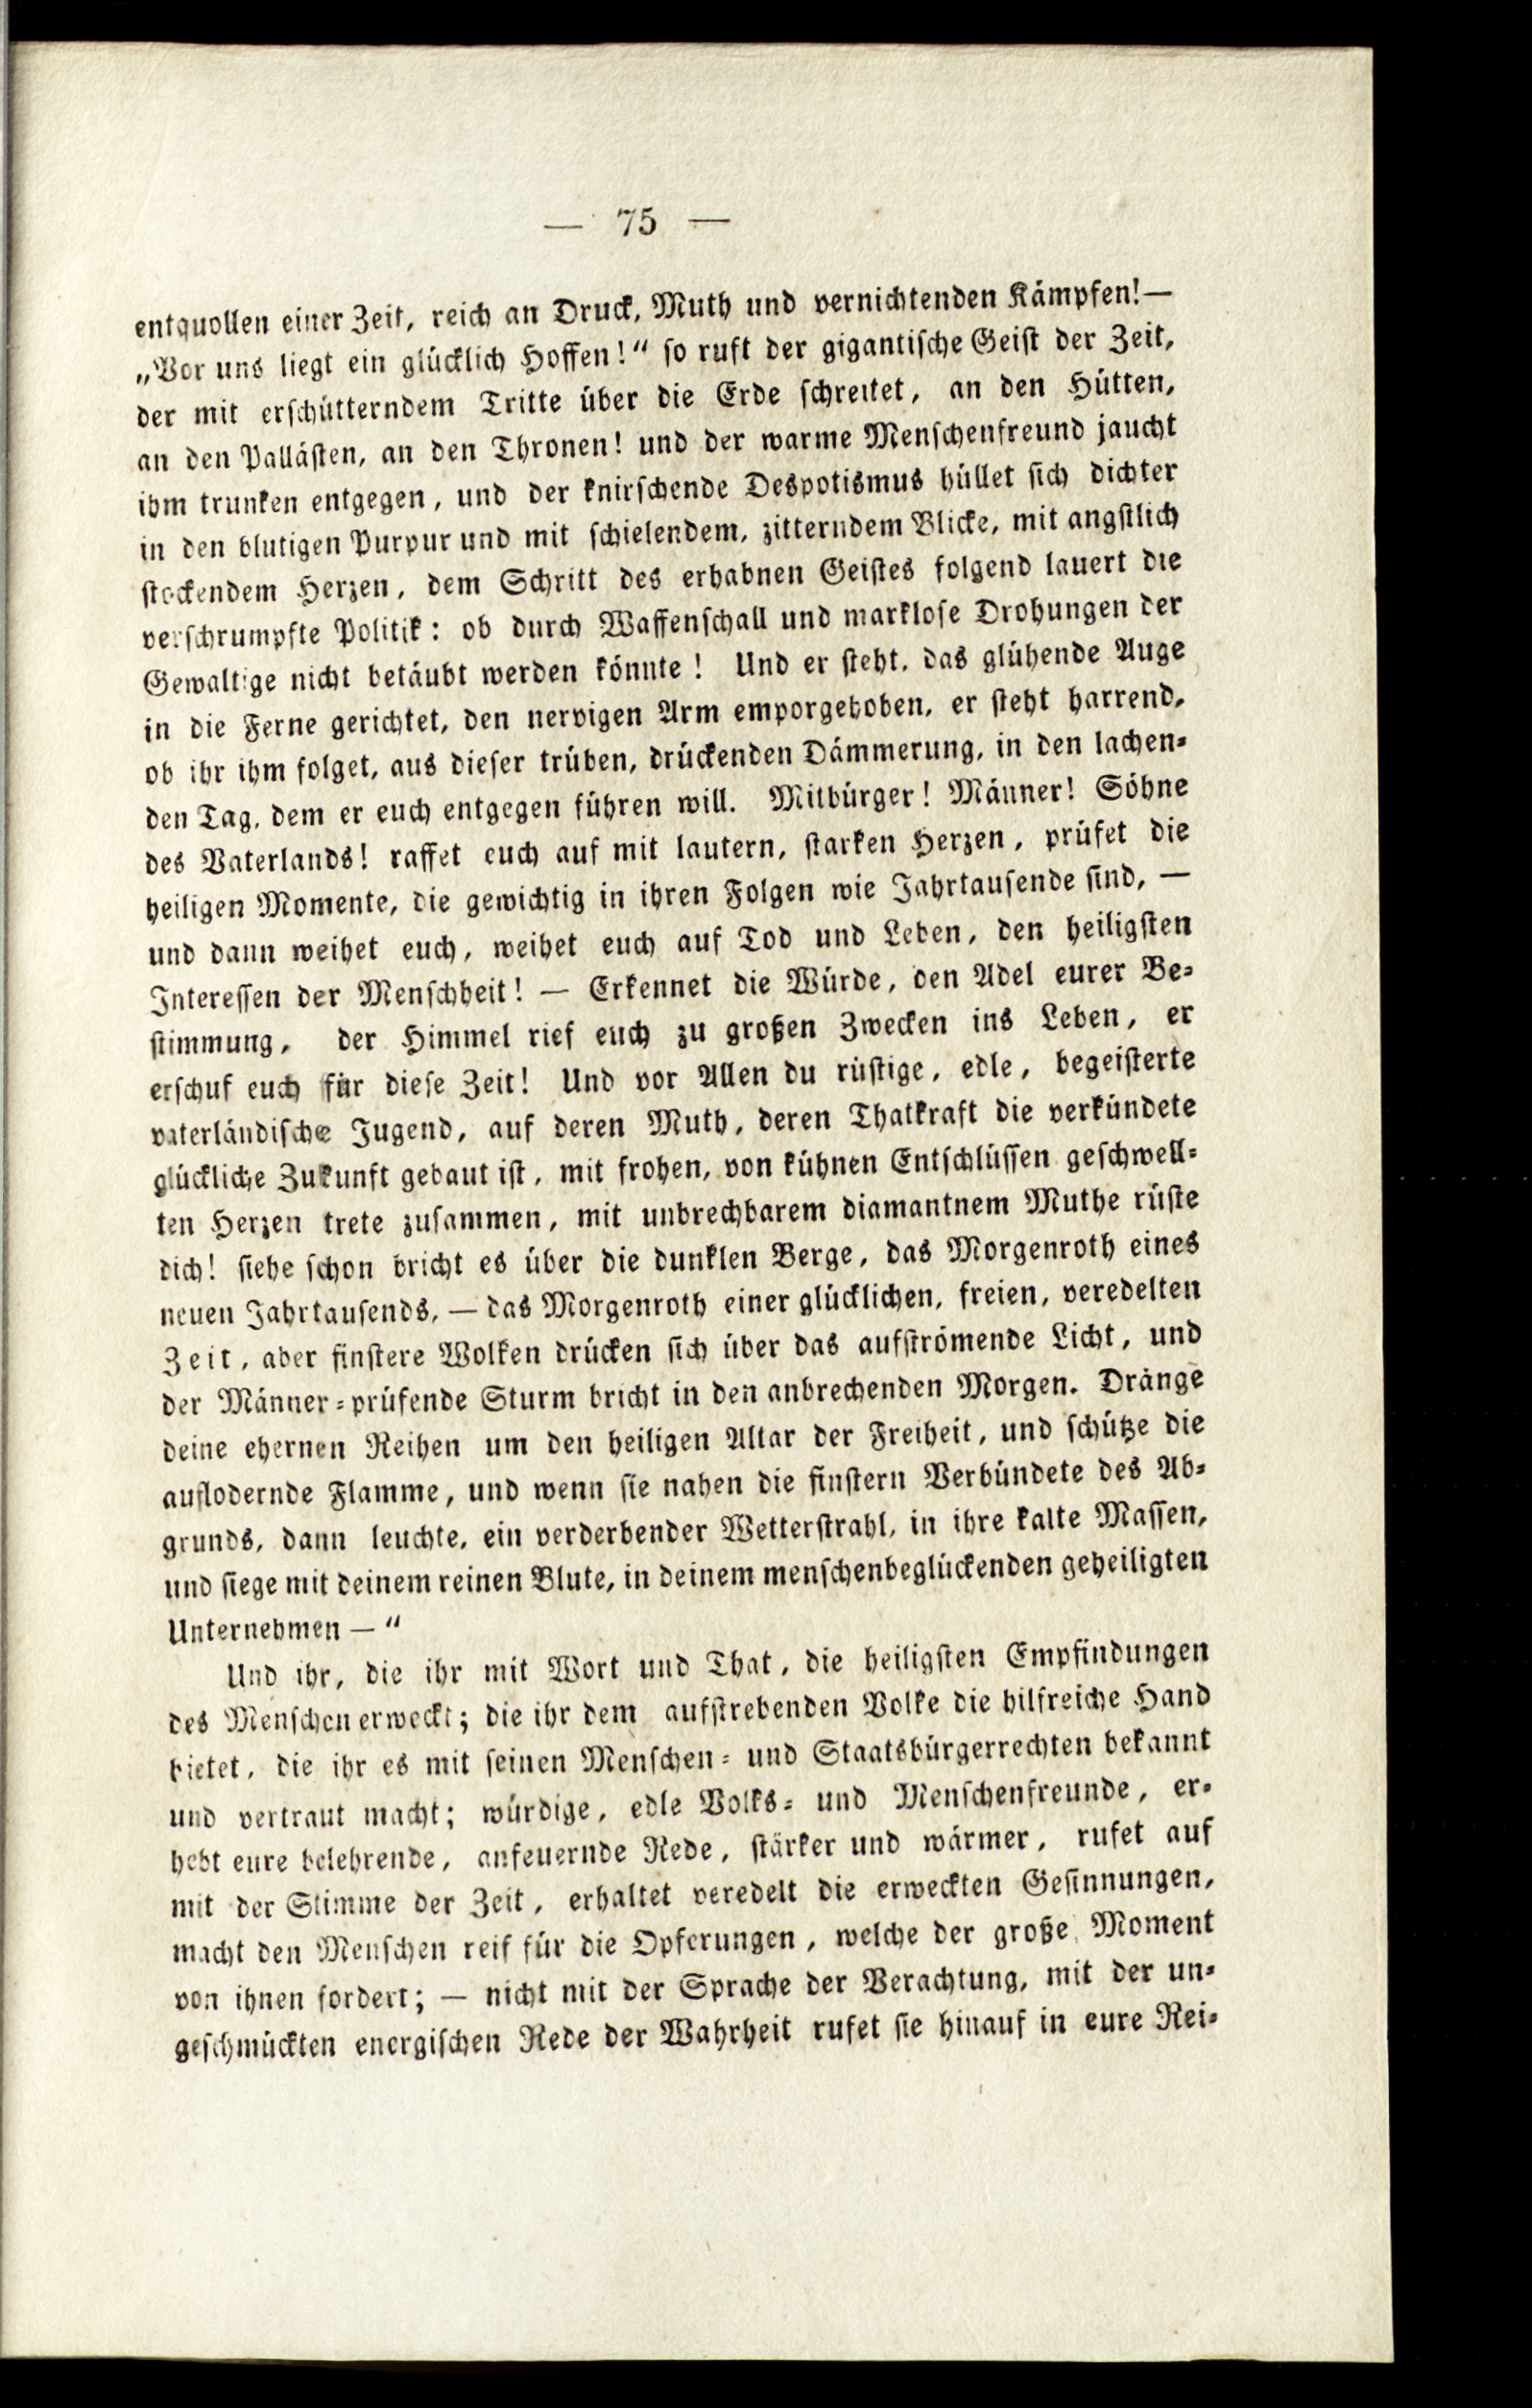 — 75 —
entquollen einer Zeit, reich an Druck, Muth und vernichtenden Kämpfen!—
„Vor uns liegt ein glücklich Hoffen!“ so ruft der gigantische Geist der Zeit,
der mit erschütterndem Tritte über die Erde schreitet, an den Hütten,
an den Pallästen, an den Thronen! und der warme Menschenfreund jaucht
ihm trunken entgegen, und der knirschende Despotismus hüllet sich dichter
in den blutigen Purpur und mit schielendem, zitterndem Blicke, mit angstlich
stockendem Herzen, dem Schritt des erhabnen Geistes folgend lauert die
verschrumpfte Politik: ob durch Waffenschall und marklose Drohungen der
Gewaltige nicht betäubt werden könnte! Und er steht, das glühende Auge
in die Ferne gerichtet, den nervigen Arm emporgehoben, er steht harrend,
ob ihr ihm folget, aus dieser trüben, drückenden Dämmerung, in den lachen-
den Tag, dem er euch entgegen führen will. Mitbürger! Männer! Söhne
des Vaterlands! raffet euch auf mit lautern, starken Herzen, prüfet die
heiligen Momente, die gewichtig in ihren Folgen wie Jahrtausende sind, —
und dann weihet euch, weihet euch auf Tod und Leben, den heiligsten
Interessen der Menschheit! — Erkennet die Würde, den Adel eurer Be-
stimmung, der Himmel rief euch zu großen Zwecken ins Leben, er
erschuf euch für diese Zeit! Und vor Allen du rüstige, edle, begeisterte
vaterländische Jugend, auf deren Muth, deren Thatkraft die verkündete
glückliche Zukunft gebaut ist, mit frohen, von kühnen Entschlüssen geschwell-
ten Herzen trete zusammen, mit unbrechbarem diamantnem Muthe rüste
dich! siehe schon bricht es über die dunklen Berge, das Morgenroth eines
neuen Jahrtausends, — das Morgenroth einer glücklichen, freien, veredelten
Zeit, aber finstere Wolken drücken sich über das aufströmende Licht, und
der Männer-prüfende Sturm bricht in den anbrechenden Morgen. Dränge
deine ehernen Reihen um den heiligen Altar der Freiheit, und schütze die
auflodernde Flamme, und wenn sie nahen die finstern Verbündete des Ab-
grunds, dann leuchte, ein verderbender Wetterstrahl, in ihre kalte Massen,
und siege mit deinem reinen Blute, in deinem menschenbeglückenden geheiligten
Unternehmen — “
Und ihr, die ihr mit Wort und That, die heiligsten Empfindungen
des Menschen erweckt; die ihr dem aufstrebenden Volke die hilfreiche Hand
bietet, die ihr es mit seinen Menschen- und Staatsbürgerrechten bekannt
und vertraut macht; würdige, edle Volks- und Menschenfreunde, er-
hebt eure belehrende, anfeuernde Rede, stärker und wärmer, rufet auf
mit der Stimme der Zeit, erhaltet veredelt die erweckten Gesinnungen,
macht den Menschen reif für die Opferungen, welche der große Moment
von ihnen fordert; — nicht mit der Sprache der Verachtung, mit der un-
geschmückten energischen Rede der Wahrheit rufet sie hinauf in eure Rei-